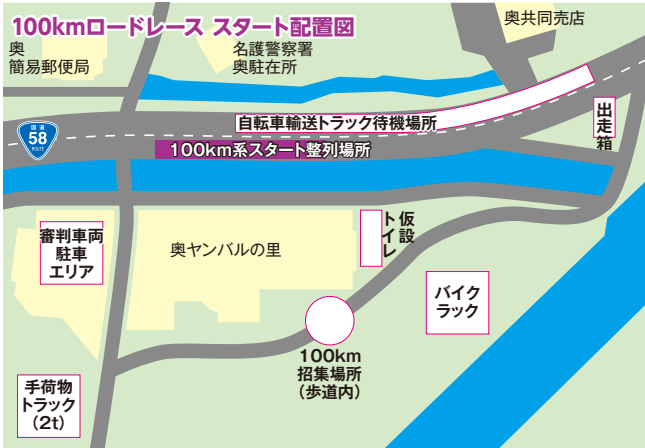 100kmロードレース スタート配置図
奥共同売店
奥
簡易郵便局
名護警察署
奥駐在所
自転車輸送トラック待機場所
出走箱
国道
58
ROUTE
100km系スタート整列場所
審判車両
駐車
エリア
奥ヤンバルの里
仮設
トイレ
バイク
ラック
100km
招集場所
（歩道内）
手荷物
トラック
（2t）